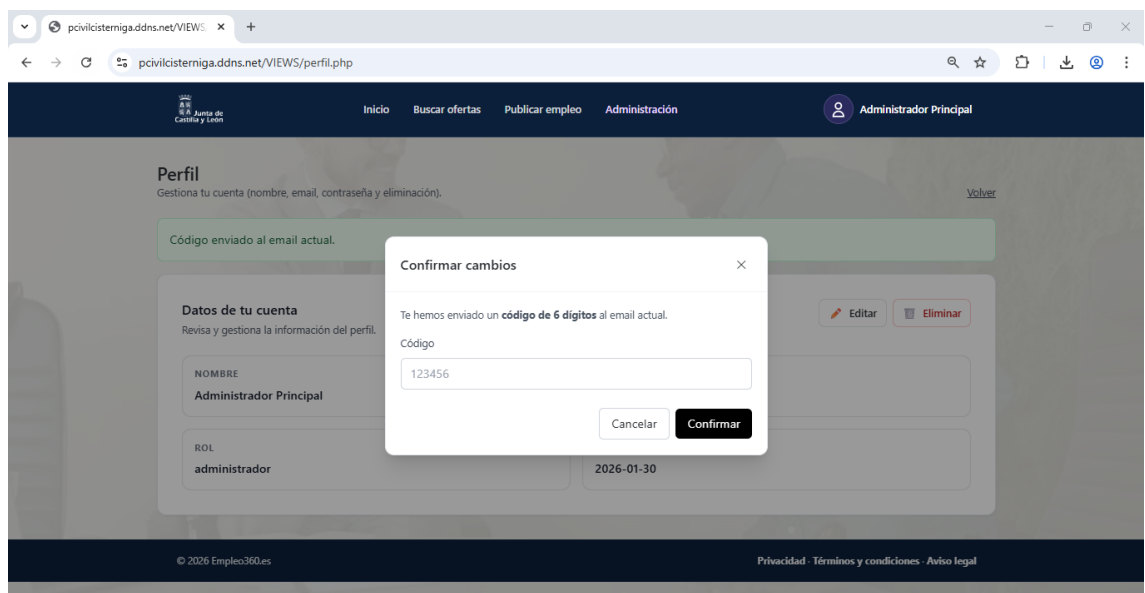 pcivilcisterniga.ddns.net/VIEWS/
pcivilcisterniga.ddns.net/VIEWS/perfil.php
Junta de
Castilla y León
Inicio Buscar ofertas Publicar empleo Administración Administrador Principal
Perfil
Gestiona tu cuenta (nombre, email, contraseña y eliminación).
Volver
Código enviado al email actual.
Confirmar cambios
Te hemos enviado un código de 6 dígitos al email actual.
Código
123456
Cancelar Confirmar
Datos de tu cuenta
Revisa y gestiona la información del perfil.
Editar Eliminar
NOMBRE
Administrador Principal
ROL
administrador
2026-01-30
© 2026 Empleo360.es
Privacidad · Términos y condiciones · Aviso legal